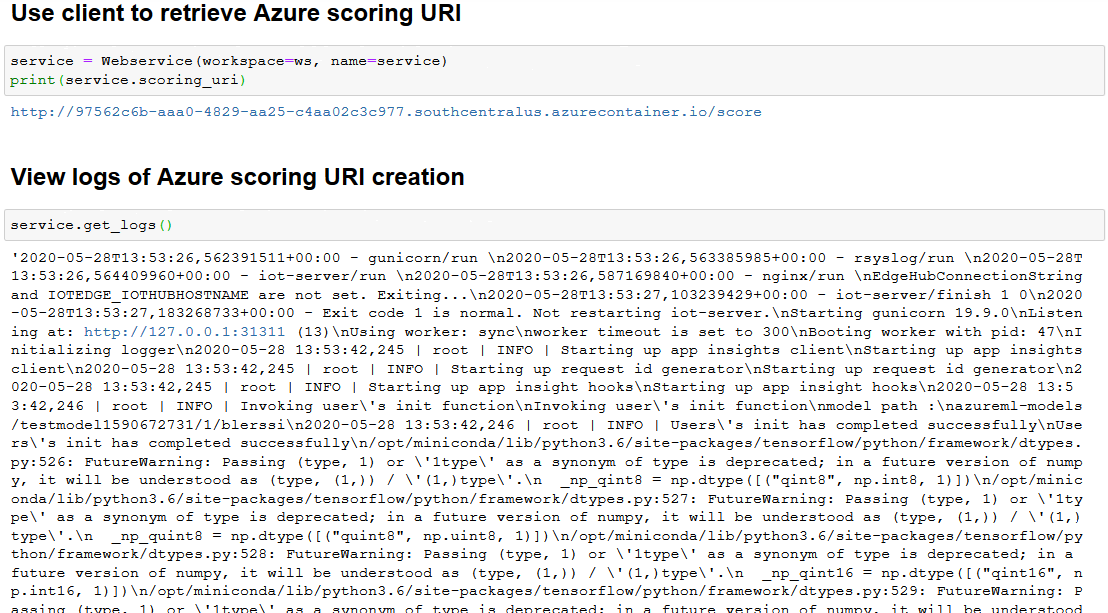 Use client to retrieve Azure scoring URI
service = Webservice(workspace=ws, name=service)
print(service.scoring_uri)
http://97562c6b-aaa0-4829-aa25-c4aa02c3c977.southcentralus.azurecontainer.io/score
View logs of Azure scoring URI creation
service.get_logs()
'2020-05-28T13:53:26,562391511+00:00 - gunicorn/run \n2020-05-28T13:53:26,563385985+00:00 - rsyslog/run \n2020-05-28T
13:53:26,564409960+00:00 - iot-server/run \n2020-05-28T13:53:26,587169840+00:00 - nginx/run \nEdgeHubConnectionString
and IOTEDGE_IOTHUBHOSTNAME are not set. Exiting...\n2020-05-28T13:53:27,103239429+00:00 - iot-server/finish 1 0\n2020
-05-28T13:53:27,183268733+00:00 - Exit code 1 is normal. Not restarting iot-server.\nStarting gunicorn 19.9.0\nListen
ing at: http://127.0.0.1:31311 (13)\nUsing worker: sync\nworker timeout is set to 300\nBooting worker with pid: 47\nI
nitializing logger\n2020-05-28 13:53:42,245 | root | INFO | Starting up app insights client\nStarting up app insights
client\n2020-05-28 13:53:42,245 | root | INFO | Starting up request id generator\nStarting up request id generator\n2
020-05-28 13:53:42,245 | root | INFO | Starting up app insight hooks\nStarting up app insight hooks\n2020-05-28 13:5
3:42,246 | root | INFO | Invoking user\'s init function\nInvoking user\'s init function\nmodel path :\nazureml-models
/testmodel1590672731/1/blerssi\n2020-05-28 13:53:42,246 | root | INFO | Users\'s init has completed successfully\nUse
rs\'s init has completed successfully\n/opt/miniconda/lib/python3.6/site-packages/tensorflow/python/framework/dtypes.
py:526: FutureWarning: Passing (type, 1) or \'1type\' as a synonym of type is deprecated; in a future version of nump
y, it will be understood as (type, (1,)) / \'(1,)type\'.\n  _np_qint8 = np.dtype([("qint8", np.int8, 1)])\n/opt/minic
onda/lib/python3.6/site-packages/tensorflow/python/framework/dtypes.py:527: FutureWarning: Passing (type, 1) or \'1ty
pe\' as a synonym of type is deprecated; in a future version of numpy, it will be understood as (type, (1,)) / \'(1,)
type\'.\n  _np_quint8 = np.dtype([("quint8", np.uint8, 1)])\n/opt/miniconda/lib/python3.6/site-packages/tensorflow/py
thon/framework/dtypes.py:528: FutureWarning: Passing (type, 1) or \'1type\' as a synonym of type is deprecated; in a
future version of numpy, it will be understood as (type, (1,)) / \'(1,)type\'.\n  _np_qint16 = np.dtype([("qint16", n
p.int16, 1)])\n/opt/miniconda/lib/python3.6/site-packages/tensorflow/python/framework/dtypes.py:529: FutureWarning: P
assing (type, 1) or \'1type\' as a synonym of type is deprecated; in a future version of numpy, it will be understood